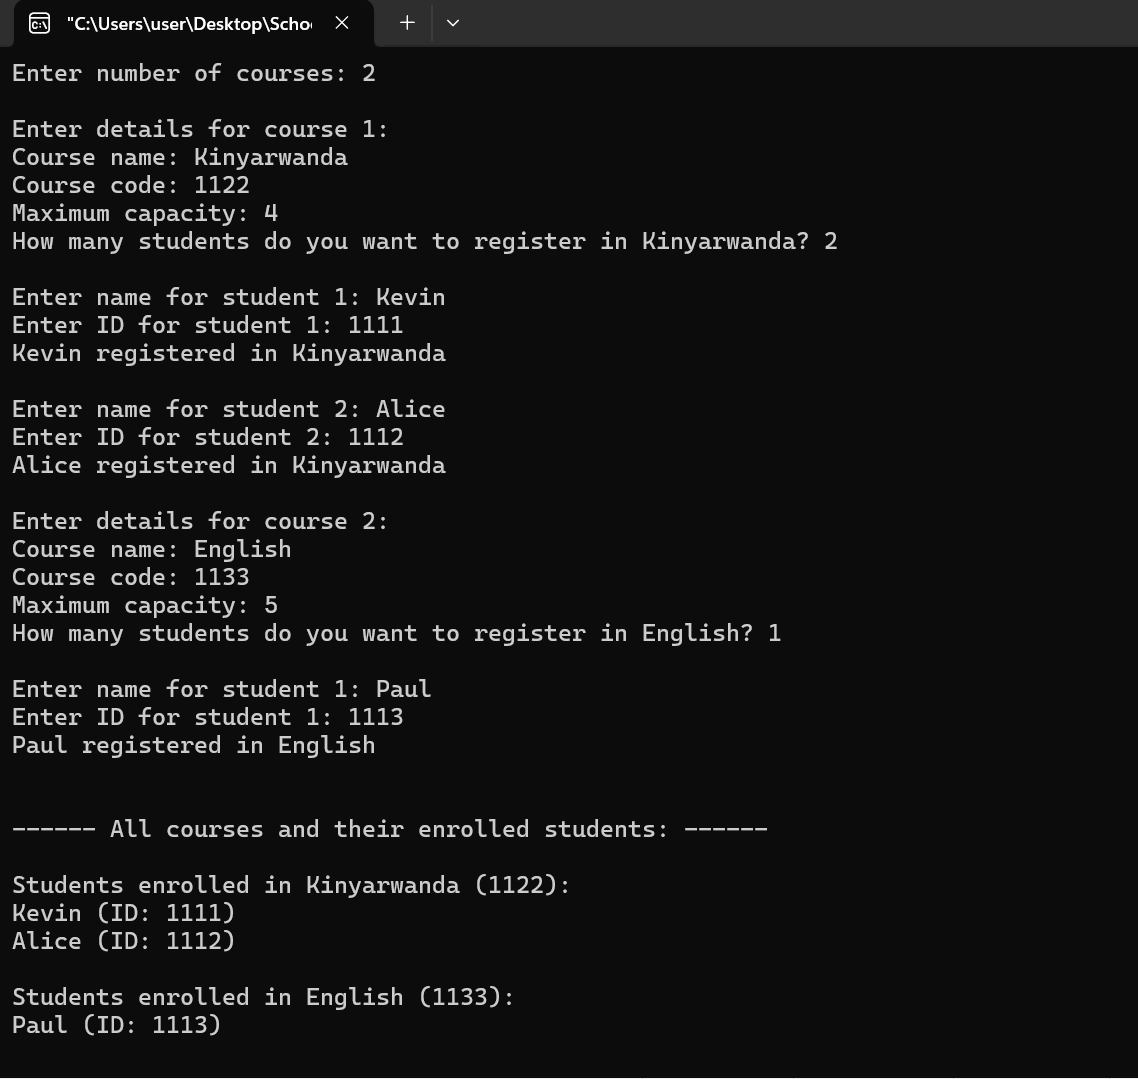 "C:\Users\user\Desktop\Scho
Enter number of courses: 2
Enter details for course 1:
Course name: Kinyarwanda
Course code: 1122
Maximum capacity: 4
How many students do you want to register in Kinyarwanda? 2
Enter name for student 1: Kevin
Enter ID for student 1: 1111
Kevin registered in Kinyarwanda
Enter name for student 2: Alice
Enter ID for student 2: 1112
Alice registered in Kinyarwanda
Enter details for course 2:
Course name: English
Course code: 1133
Maximum capacity: 5
How many students do you want to register in English? 1
Enter name for student 1: Paul
Enter ID for student 1: 1113
Paul registered in English
------ All courses and their enrolled students: ------
Students enrolled in Kinyarwanda (1122):
Kevin (ID: 1111)
Alice (ID: 1112)
Students enrolled in English (1133):
Paul (ID: 1113)